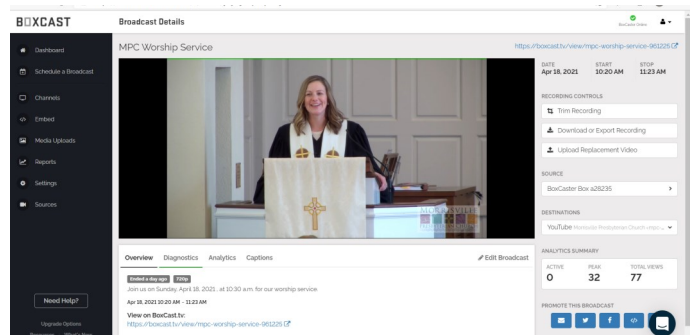 BOXCAST
Broadcast Details
BoxCaster Online
Dashboard
Schedule a Broadcast
Channels
Embed
Media Uploads
Reports
Settings
Sources
Need Help?
Upgrade Options
MPC Worship Service
https://boxcast.tv/view/mpc-worship-service-961225
DATE START STOP
Apr 18, 2021 10:20 AM 11:23 AM
RECORDING CONTROLS
Trim Recording
Download or Export Recording
Upload Replacement Video
SOURCE
BoxCaster Box a28235
DESTINATIONS
YouTube
ANALYTICS SUMMARY
ACTIVE PEAK TOTAL VIEWS
0 32 77
PROMOTE THIS BROADCAST
Overview Diagnostics Analytics Captions
Edit Broadcast
Ended a day ago 720p
Join us on Sunday, April 18, 2021, at 10:30 a.m. for our worship service
Apr 18, 2021 10:20 AM - 11:23 AM
View on BoxCast.tv:
https://boxcast.tv/view/mpc-worship-service-961225